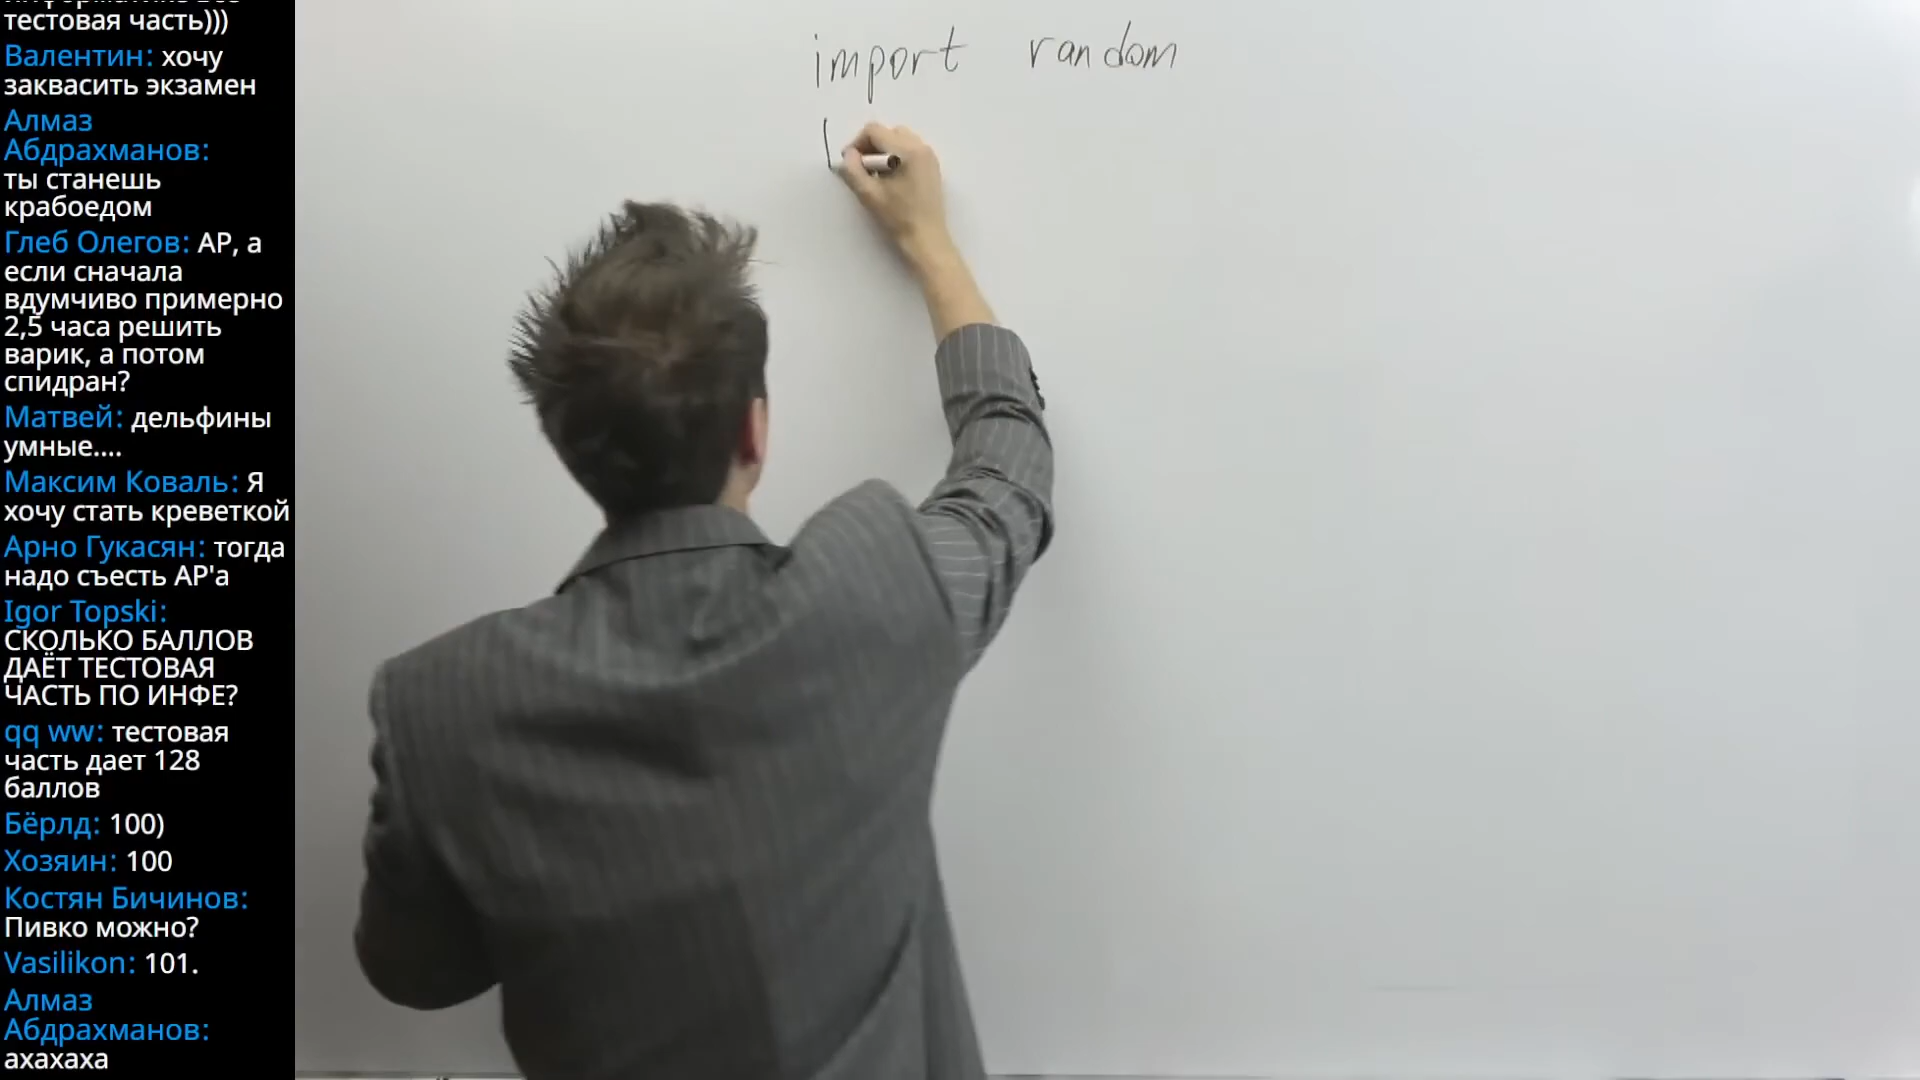 тестовая часть)))
Валентин: хочу
заквасить экзамен
Алмаз
Абдрахманов:
ты станешь
крабоедом
Глеб Олегов: АР, а
если сначала
вдумчиво примерно
2,5 часа решить
варик, а потом
спидран?
Матвей: дельфины
умные....
Максим Коваль: Я
хочу стать креветкой
Арно Гукасян: тогда
надо съесть АР'а
Igor Topski:
СКОЛЬКО БАЛЛОВ
ДАЁТ ТЕСТОВАЯ
ЧАСТЬ ПО ИНФЕ?
qq ww: тестовая
часть дает 128
баллов
Бёрлд: 100)
Хозяин: 100
Костян Бичинов:
Пивко можно?
Vasilikon: 101.
Алмаз
Абдрахманов:
ахахаха
import random